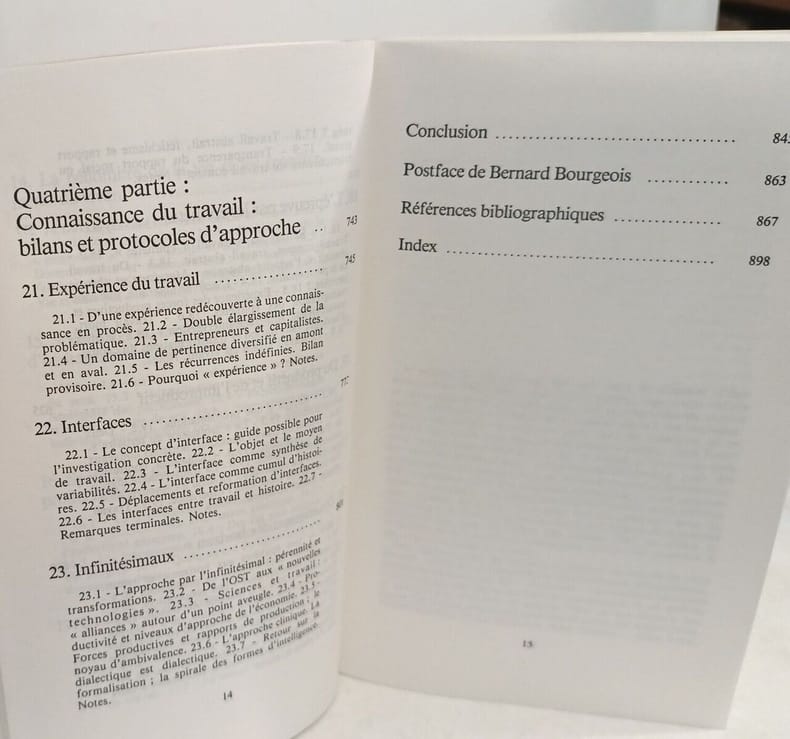 Quatrième partie :
Connaissance du travail :
bilans et protocoles d'approche .. 743
21. Expérience du travail .................... 745
21.1 - D'une expérience redécouverte à une connais-
sance en procès. 21.2 - Double élargissement de la
problématique. 21.3 - Entrepreneurs et capitalistes.
21.4 - Un domaine de pertinence diversifié en amont
et en aval. 21.5 - Les récurrences indéfinies. Bilan
provisoire. 21.6 - Pourquoi « expérience » ? Notes.
22. Interfaces ................................
22.1 - Le concept d'interface : guide possible pour
l'investigation concrète. 22.2 - L'objet et le moyen
de travail. 22.3 - L'interface comme synthèse de
variabilités. 22.4 - L'interface comme cumul d'histoi-
res. 22.5 - Déplacements et reformation d'interfaces.
22.6 - Les interfaces entre travail et histoire. 22.7 -
Remarques terminales. Notes.
23. Infinitésimaux ........................
23.1 - L'approche par l'infinitésimal : pérennité et
transformations. 23.2 - De l'OST aux « nouvelles
technologies ». 23.3 - Sciences et travail :
« alliances » autour d'un point aveugle. 23.4 - Pro-
ductivité et niveaux d'approche de l'économie. 23.5 -
Forces productives et rapports de production : le
noyau d'ambivalence. 23.6 - L'approche clinique. La
dialectique est dialectique. 23.7 - Retour sur la
formalisation ; la spirale des formes d'intelligence.
Notes.
14
Conclusion ....................................
Postface de Bernard Bourgeois ............ 863
Références bibliographiques ................ 867
Index ........................................ 898
15